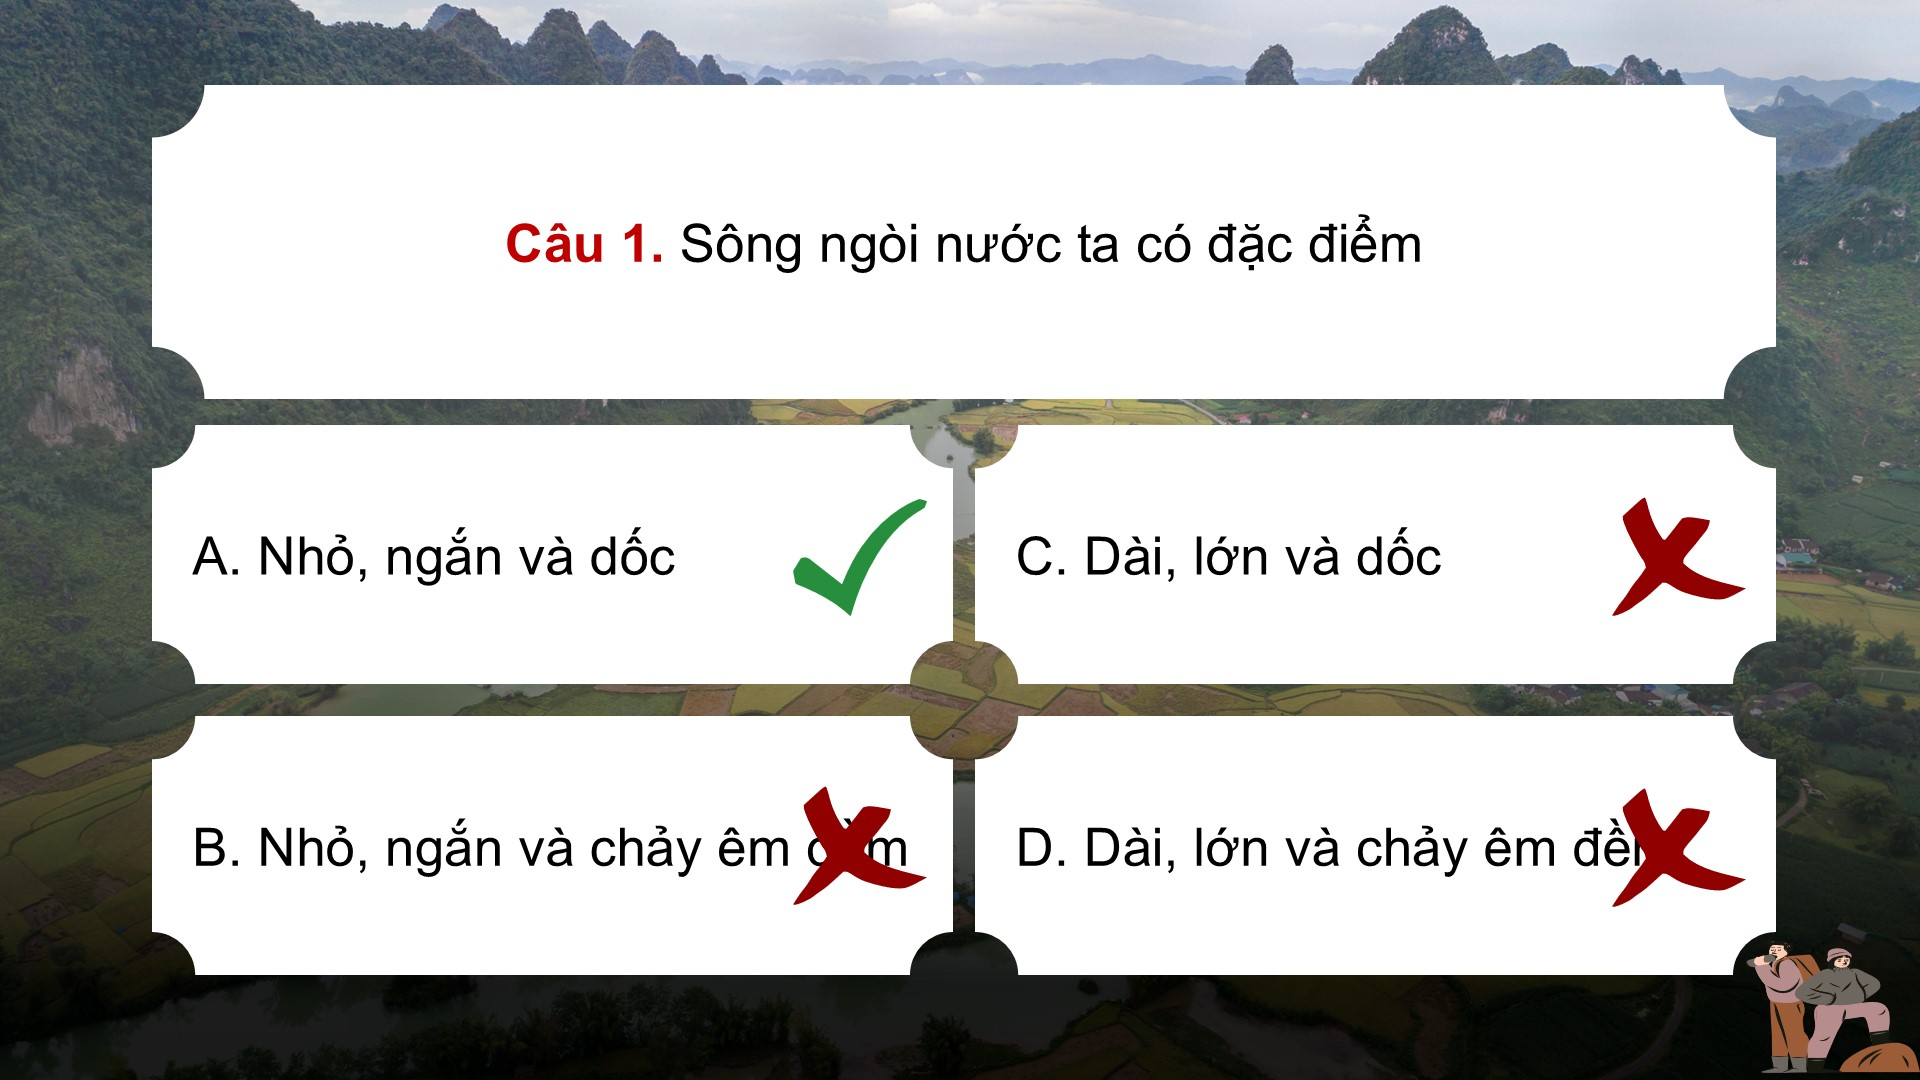 Câu 1. Sông ngòi nước ta có đặc điểm
A. Nhỏ, ngắn và dốc
C. Dài, lớn và dốc
B. Nhỏ, ngắn và chảy êm
D. Dài, lớn và chảy êm